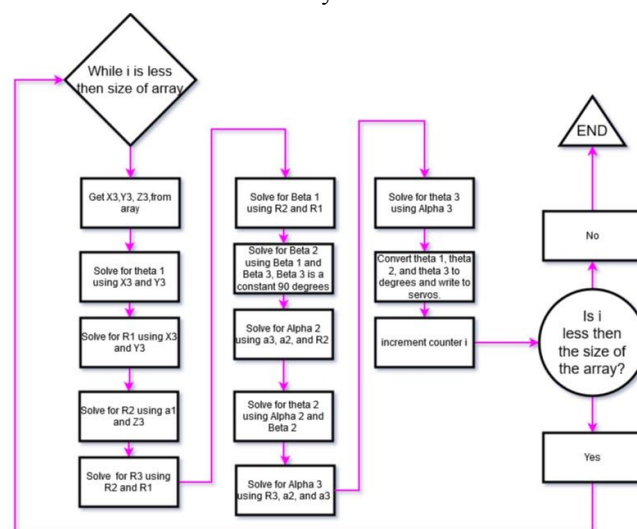 While i is less
then size of array
Get X3,Y3, Z3,from
aray
Solve for theta 1
using X3 and Y3
Solve for R1 using X3
and Y3
Solve for R2 using a1
and Z3
Solve for R3 using
R2 and R1
Solve for Beta 1
using R2 and R1
Solve for Beta 2
using Beta 1 and
Beta 3, Beta 3 is a
constant 90 degrees
Solve for Alpha 2
using a3, a2, and R2
Solve for theta 2
using Alpha 2 and
Beta 2
Solve for Alpha 3
using R3, a2, and a3
Solve for theta 3
using Alpha 3
Convert theta 1, theta
2, and theta 3 to
degrees and write to
servos.
increment counter i
Is i
less then
the size of
the array?
No
END
Yes